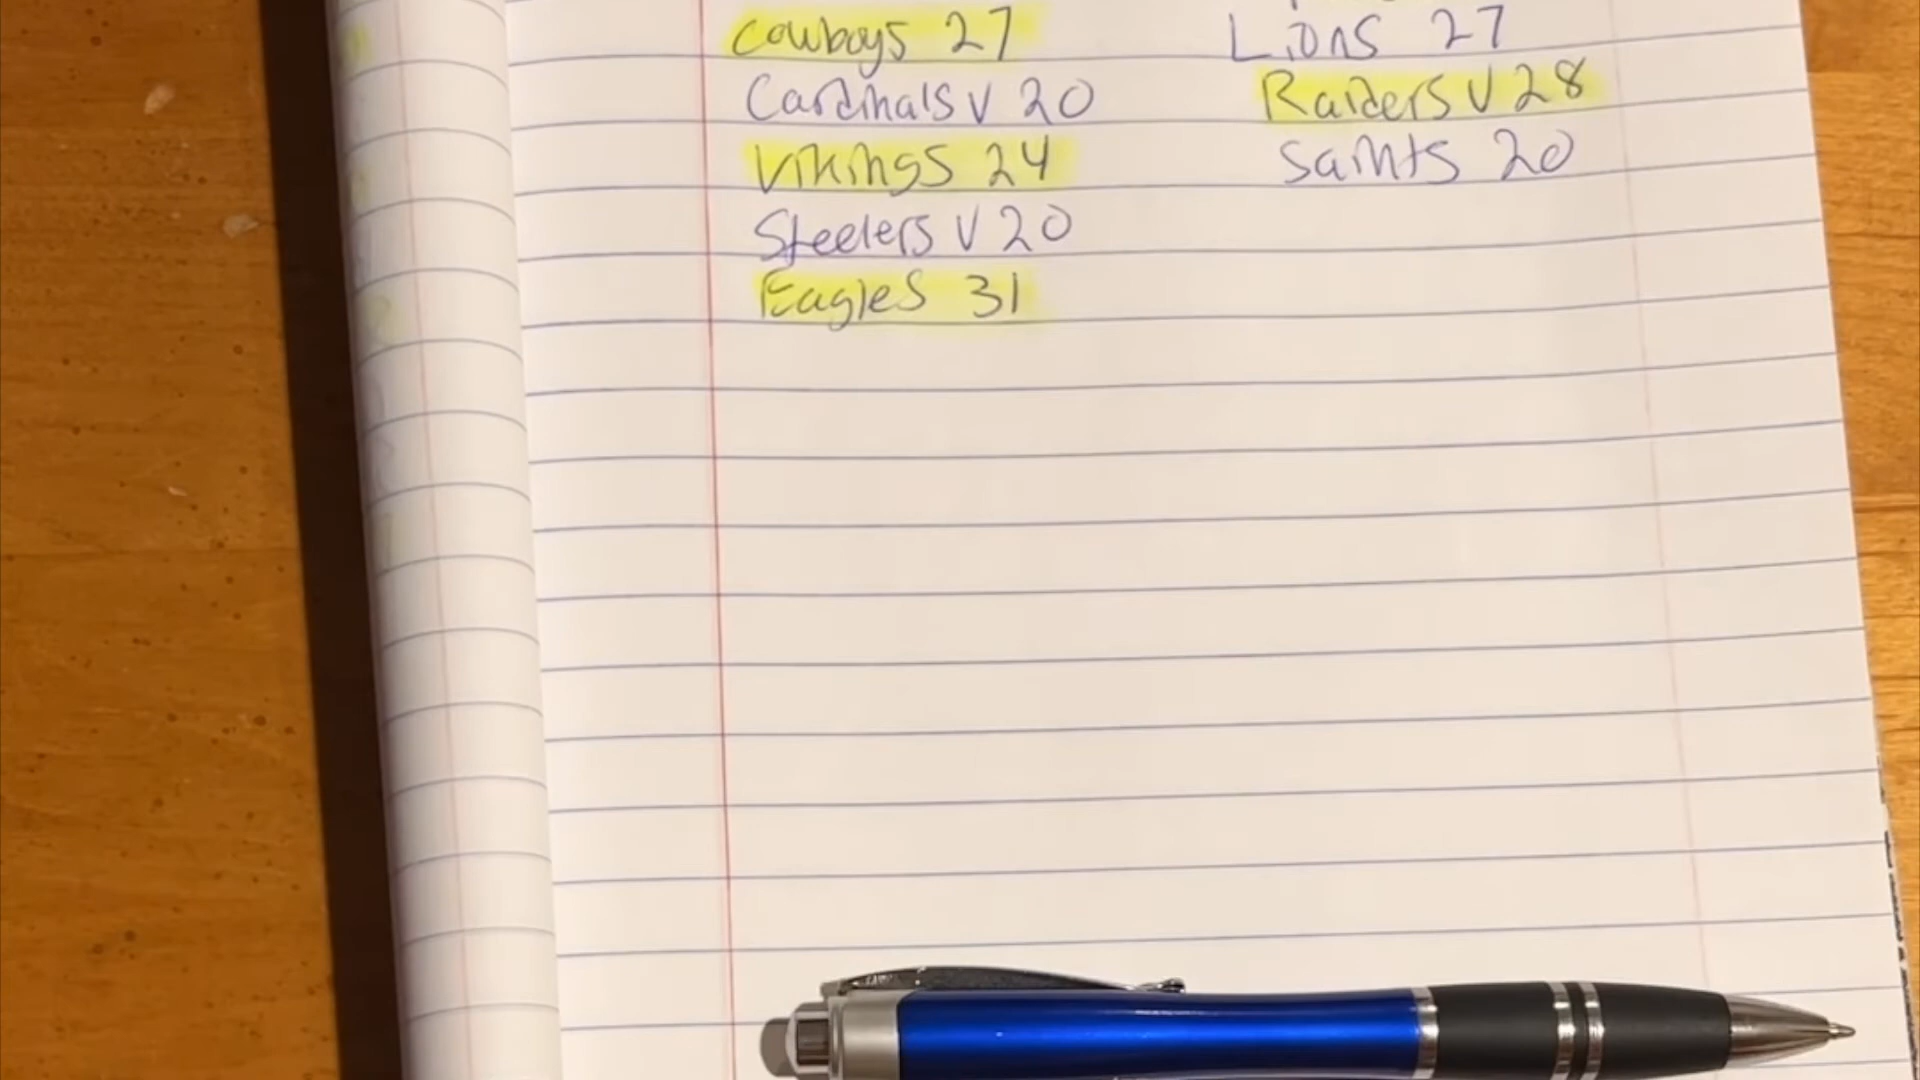 Cowboys 27
Cardinals V 20
Vikings 24
Steelers V 20
Eagles 31
Lions 27
Raiders V 28
Saints 20